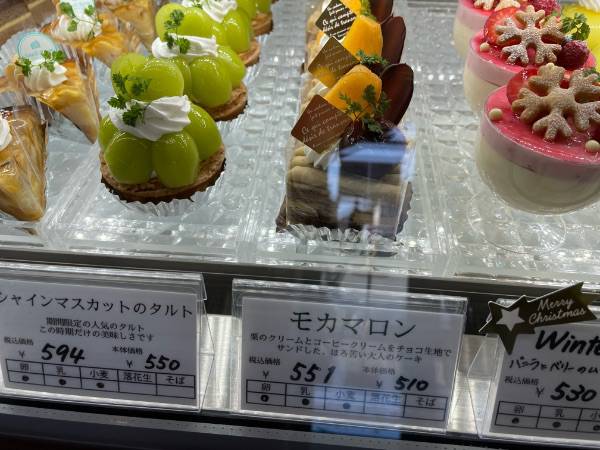 シャインマスカットのタルト
期間限定の人気のタルト
この時期だけの美味しさです
税込価格 ¥594 本体価格 ¥550
卵 乳 小麦 落花生 そば
モカマロン
栗のクリームとコーヒークリームをチョコ生地で
サンドした、ほろ苦い大人のケーキ
税込価格 ¥551 本体価格 ¥510
卵 乳 小麦 落花生 そば
Merry
Christmas
Winte
バニラとベリーのム
税込価格 ¥530
卵 乳 小麦